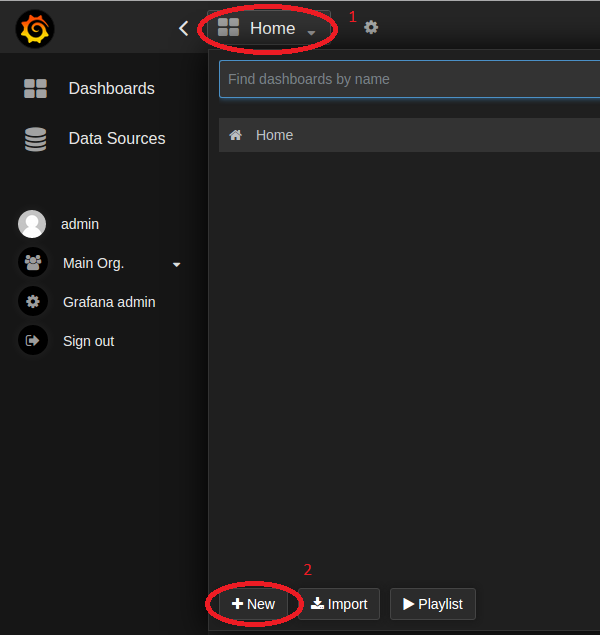 Home
1
Find dashboards by name
Home
Dashboards
Data Sources
admin
Main Org.
Grafana admin
Sign out
2
New
Import
Playlist